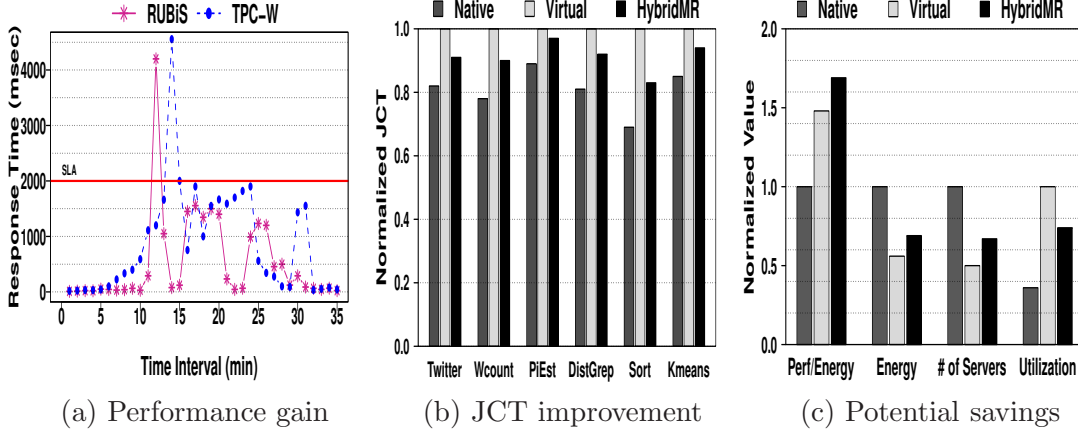 RUBiS TPC-W
Response Time (msec)
4000
3000
2000
1000
0
SLA
0 5 10 15 20 25 30 35
Time Interval (min)
(a) Performance gain
Native Virtual HybridMR
Normalized JCT
1.0
0.8
0.6
0.4
0.2
0.0
Twitter Wcount PiEst DistGrep Sort Kmeans
(b) JCT improvement
Native Virtual HybridMR
Normalized Value
2.0
1.5
1.0
0.5
0.0
Perf/Energy Energy # of Servers Utilization
(c) Potential savings